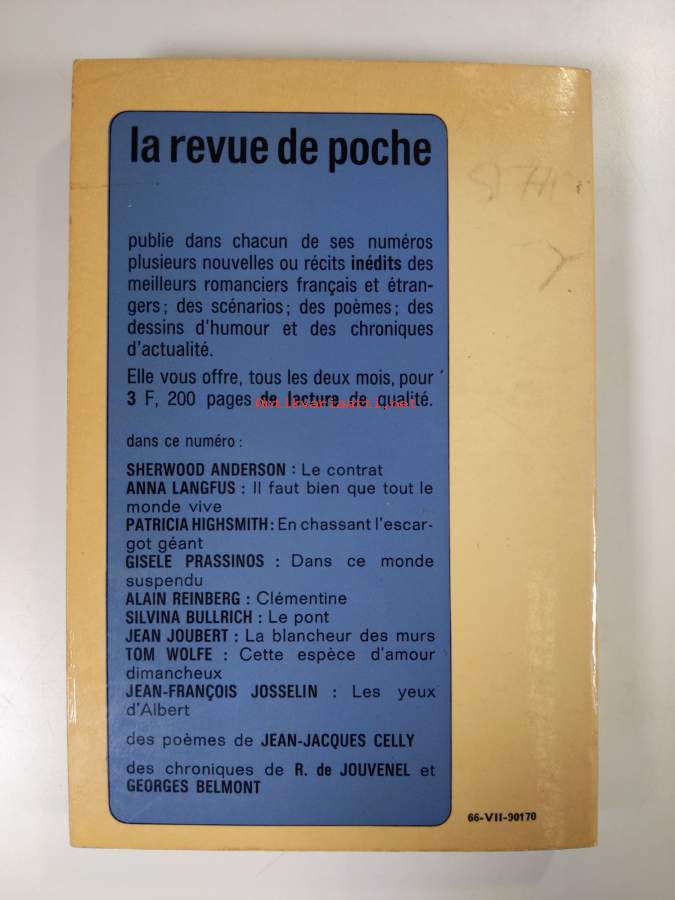 la revue de poche
publie dans chacun de ses numéros
plusieurs nouvelles ou récits inédits des
meilleurs romanciers français et étran-
gers; des scénarios; des poèmes; des
dessins d'humour et des chroniques
d'actualité.
Elle vous offre, tous les deux mois, pour
3 F, 200 pages de lecture de qualité.
Antikvariaatti.net
dans ce numéro :
SHERWOOD ANDERSON : Le contrat
ANNA LANGFUS : Il faut bien que tout le
monde vive
PATRICIA HIGHSMITH : En chassant l'escar-
got géant
GISELE PRASSINOS : Dans ce monde
suspendu
ALAIN REINBERG : Clémentine
SILVINA BULLRICH : Le pont
JEAN JOUBERT : La blancheur des murs
TOM WOLFE : Cette espèce d'amour
dimancheux
JEAN-FRANÇOIS JOSSELIN : Les yeux
d'Albert
des poèmes de JEAN-JACQUES CELLY
des chroniques de R. de JOUVENEL et
GEORGES BELMONT
66-VII-90170